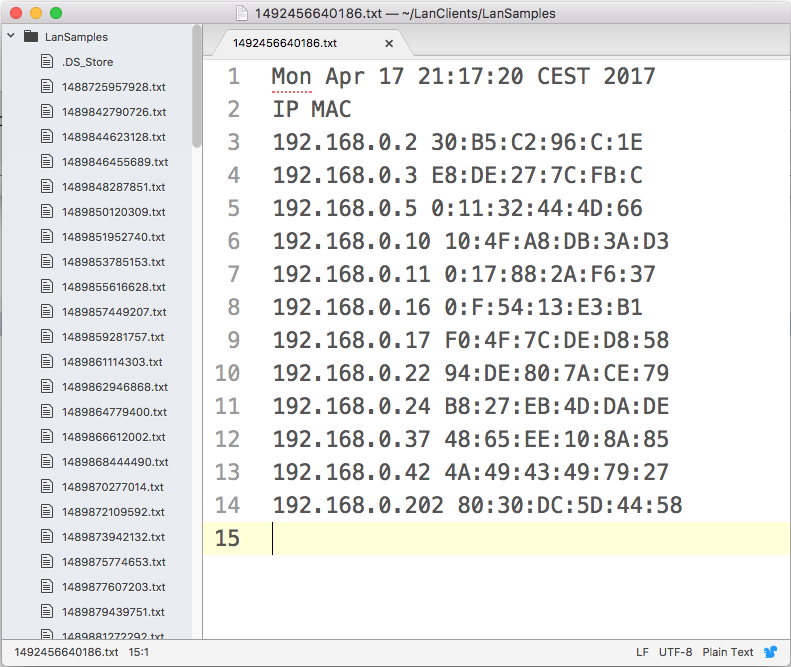 1492456640186.txt — ~/LanClients/LanSamples
LanSamples
.DS_Store
1488725957928.txt
1489842790726.txt
1489844623128.txt
1489846455689.txt
1489848287851.txt
1489850120309.txt
1489851952740.txt
1489853785153.txt
1489855616628.txt
1489857449207.txt
1489859281757.txt
1489861114303.txt
1489862946868.txt
1489864779400.txt
1489866612002.txt
1489868444490.txt
1489870277014.txt
1489872109592.txt
1489873942132.txt
1489875774653.txt
1489877607203.txt
1489879439751.txt
1489881272292.txt
1492456640186.txt
1 Mon Apr 17 21:17:20 CEST 2017
2 IP MAC
3 192.168.0.2 30:B5:C2:96:C:1E
4 192.168.0.3 E8:DE:27:7C:FB:C
5 192.168.0.5 0:11:32:44:4D:66
6 192.168.0.10 10:4F:A8:DB:3A:D3
7 192.168.0.11 0:17:88:2A:F6:37
8 192.168.0.16 0:F:54:13:E3:B1
9 192.168.0.17 F0:4F:7C:DE:D8:58
10 192.168.0.22 94:DE:80:7A:CE:79
11 192.168.0.24 B8:27:EB:4D:DA:DE
12 192.168.0.37 48:65:EE:10:8A:85
13 192.168.0.42 4A:49:43:49:79:27
14 192.168.0.202 80:30:DC:5D:44:58
15
1492456640186.txt 15:1
LF UTF-8 Plain Text